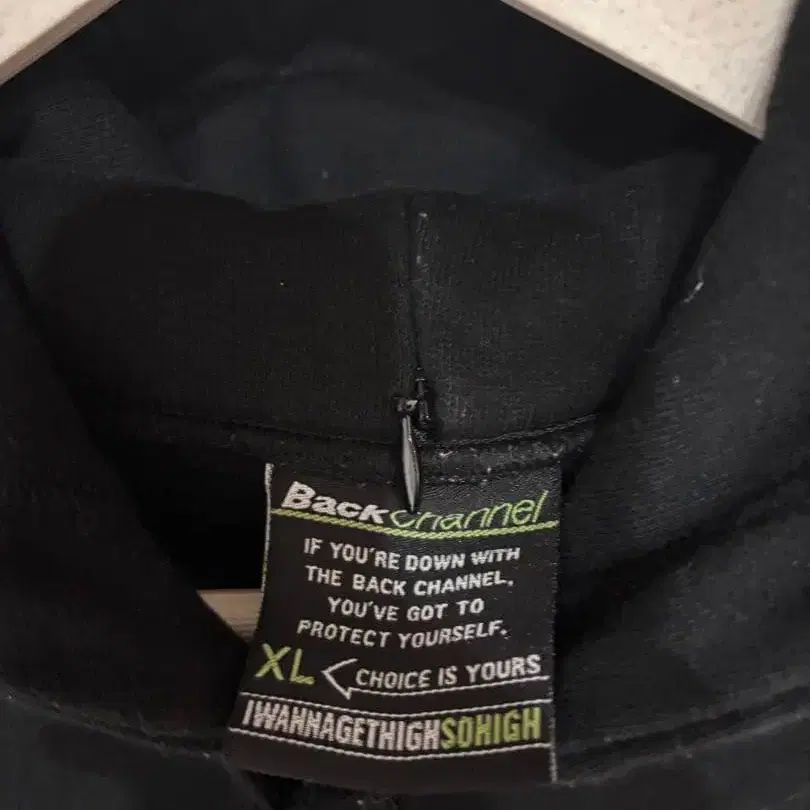 BackChannel
IF YOU'RE DOWN WITH
THE BACK CHANNEL,
YOU'VE GOT TO
PROTECT YOURSELF.
XL CHOICE IS YOURS
IWANNAGETHIGHSOHIGH